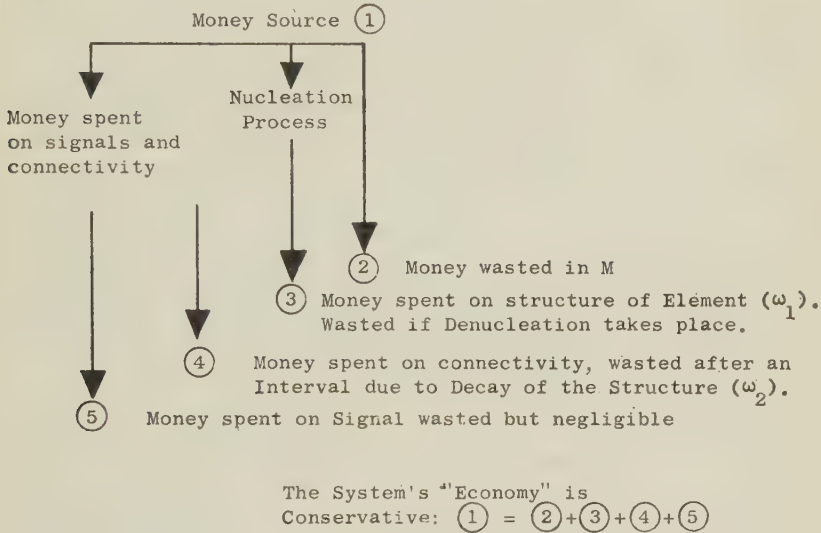 Money Source ①
Nucleation
Process
Money spent
on signals and
connectivity
② Money wasted in M
③ Money spent on structure of Element (ω₁).
Wasted if Denucleation takes place.
④ Money spent on connectivity, wasted after an
Interval due to Decay of the Structure (ω₂).
⑤ Money spent on Signal wasted but negligible
The System's "Economy" is
Conservative: ① = ②+③+④+⑤